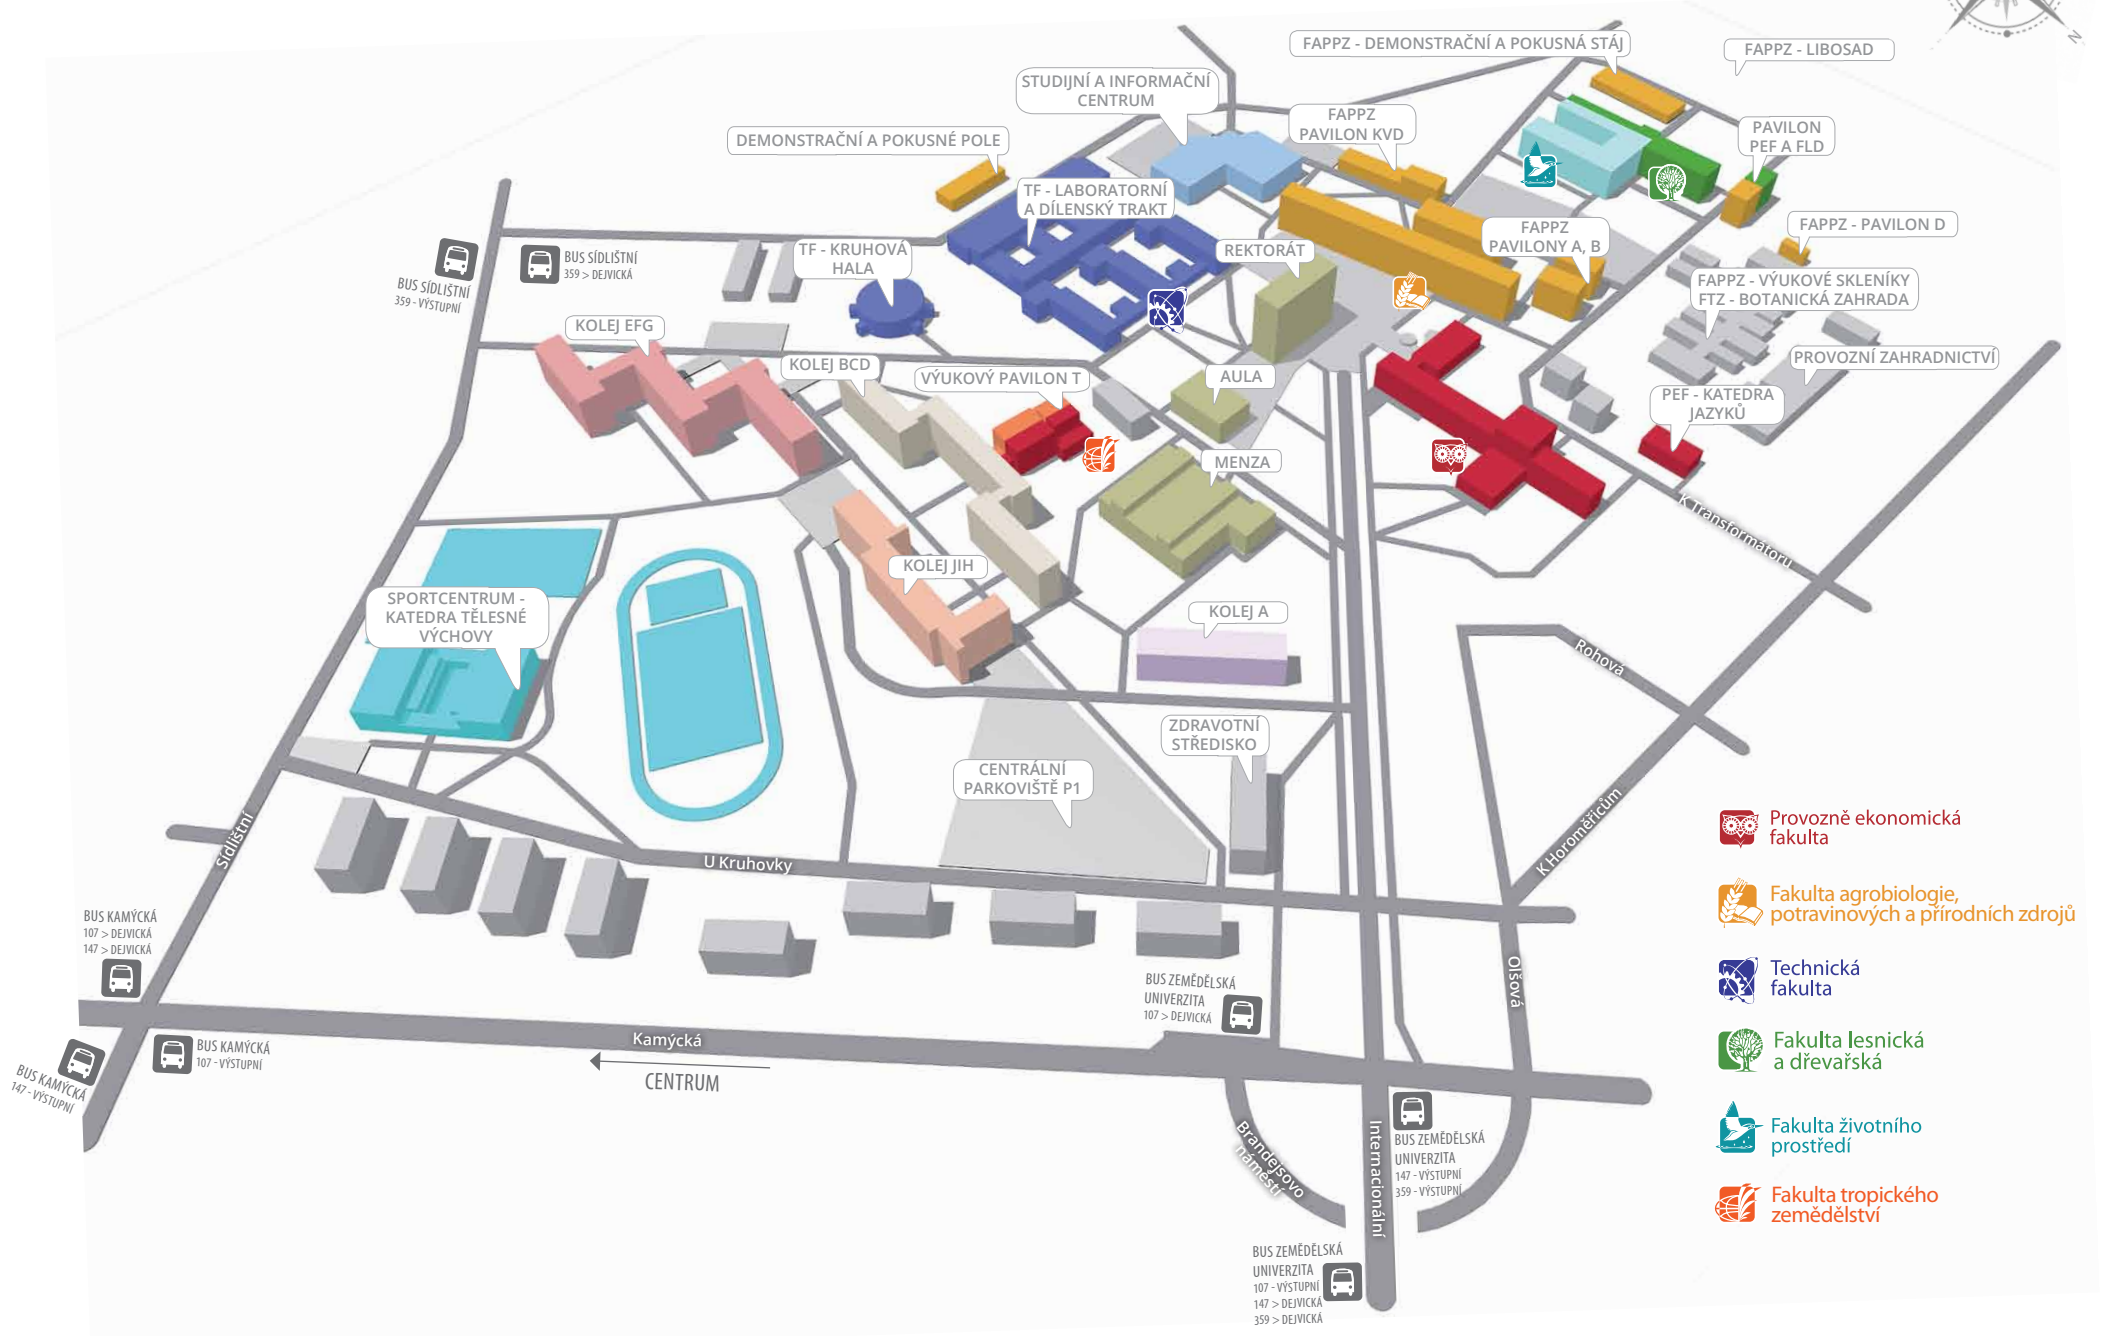 N
FAPPZ - DEMONSTRAČNÍ A POKUSNÁ STÁJ
FAPPZ - LIBOSAD
STUDIJNÍ A INFORMAČNÍ
CENTRUM
FAPPZ
PAVILON KVD
PAVILON
PEF A FLD
DEMONSTRAČNÍ A POKUSNÉ POLE
TF - LABORATORNÍ
A DÍLENSKÝ TRAKT
FAPPZ
PAVILONY A, B
FAPPZ - PAVILON D
TF - KRUHOVÁ
HALA
REKTORÁT
BUS SÍDLIŠTNÍ
359 - VÝSTUPNÍ
BUS SÍDLIŠTNÍ
359 > DEJVICKÁ
FAPPZ - VÝUKOVÉ SKLENÍKY
FTZ - BOTANICKÁ ZAHRADA
KOLEJ EFG
KOLEJ BCD
VÝUKOVÝ PAVILON T
AULA
PROVOZNÍ ZAHRADNICTVÍ
PEF - KATEDRA
JAZYKŮ
MENZA
K Transformátoru
KOLEJ JIH
SPORTCENTRUM -
KATEDRA TĚLESNÉ
VÝCHOVY
KOLEJ A
Rohová
ZDRAVOTNÍ
STŘEDISKO
CENTRÁLNÍ
PARKOVIŠTĚ P1
Sídlištní
U Kruhovky
K Horoměřicům
Olšová
BUS KAMÝCKÁ
107 > DEJVICKÁ
147 > DEJVICKÁ
BUS ZEMĚDĚLSKÁ
UNIVERZITA
107 > DEJVICKÁ
Kamýcká
CENTRUM
BUS KAMÝCKÁ
107 - VÝSTUPNÍ
BUS KAMÝCKÁ
147 - VÝSTUPNÍ
Brandejsovo
náměstí
Internacionální
BUS ZEMĚDĚLSKÁ
UNIVERZITA
147 - VÝSTUPNÍ
359 - VÝSTUPNÍ
BUS ZEMĚDĚLSKÁ
UNIVERZITA
107 - VÝSTUPNÍ
147 > DEJVICKÁ
359 > DEJVICKÁ
Provozně ekonomická
fakulta
Fakulta agrobiologie,
potravinových a přírodních zdrojů
Technická
fakulta
Fakulta lesnická
a dřevařská
Fakulta životního
prostředí
Fakulta tropického
zemědělství